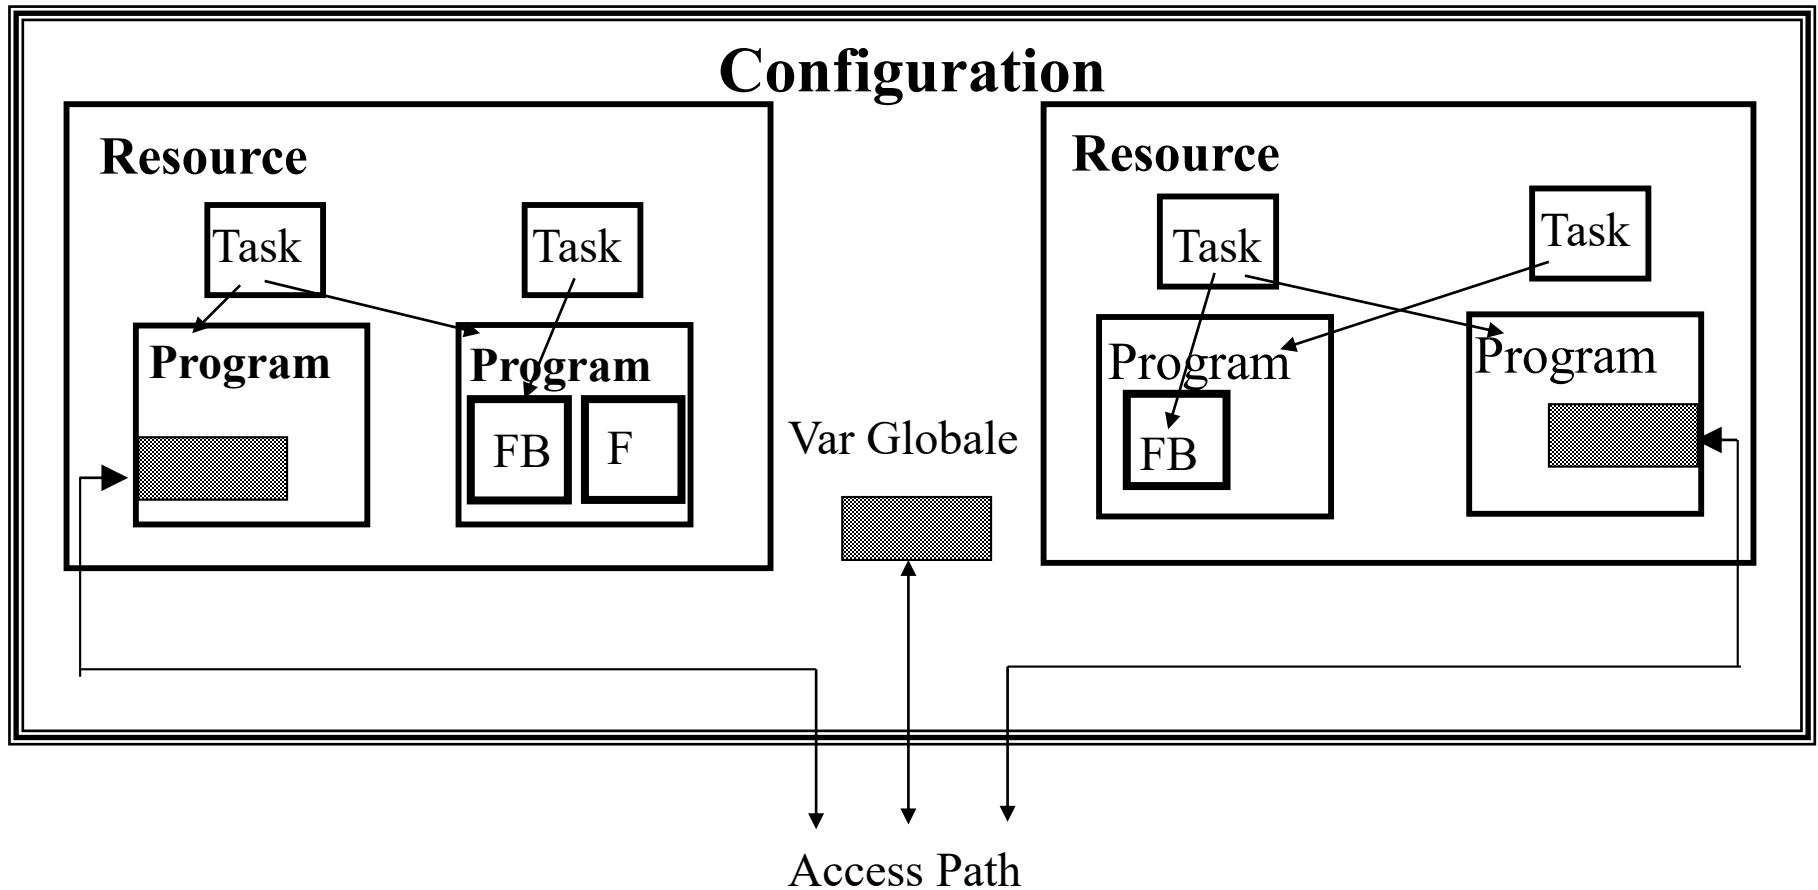 Configuration
Resource
Task
Task
Program
Program
FB
F
Var Globale
Resource
Task
Task
Program
Program
FB
Access Path